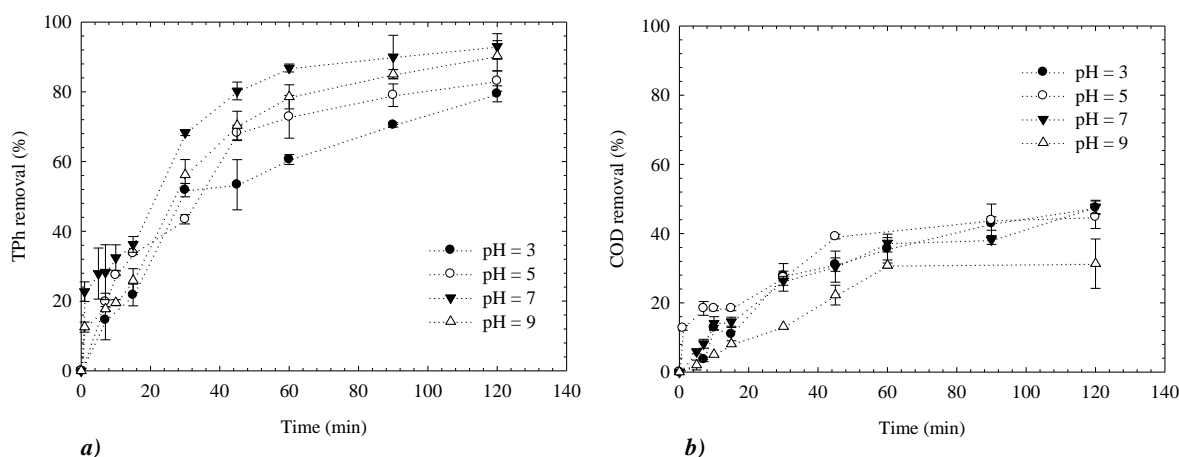 100
80
60
40
20
0
TPh removal (%)
pH = 3
pH = 5
pH = 7
pH = 9
0 20 40 60 80 100 120 140
Time (min)
a)
100
80
60
40
20
0
COD removal (%)
pH = 3
pH = 5
pH = 7
pH = 9
0 20 40 60 80 100 120 140
Time (min)
b)